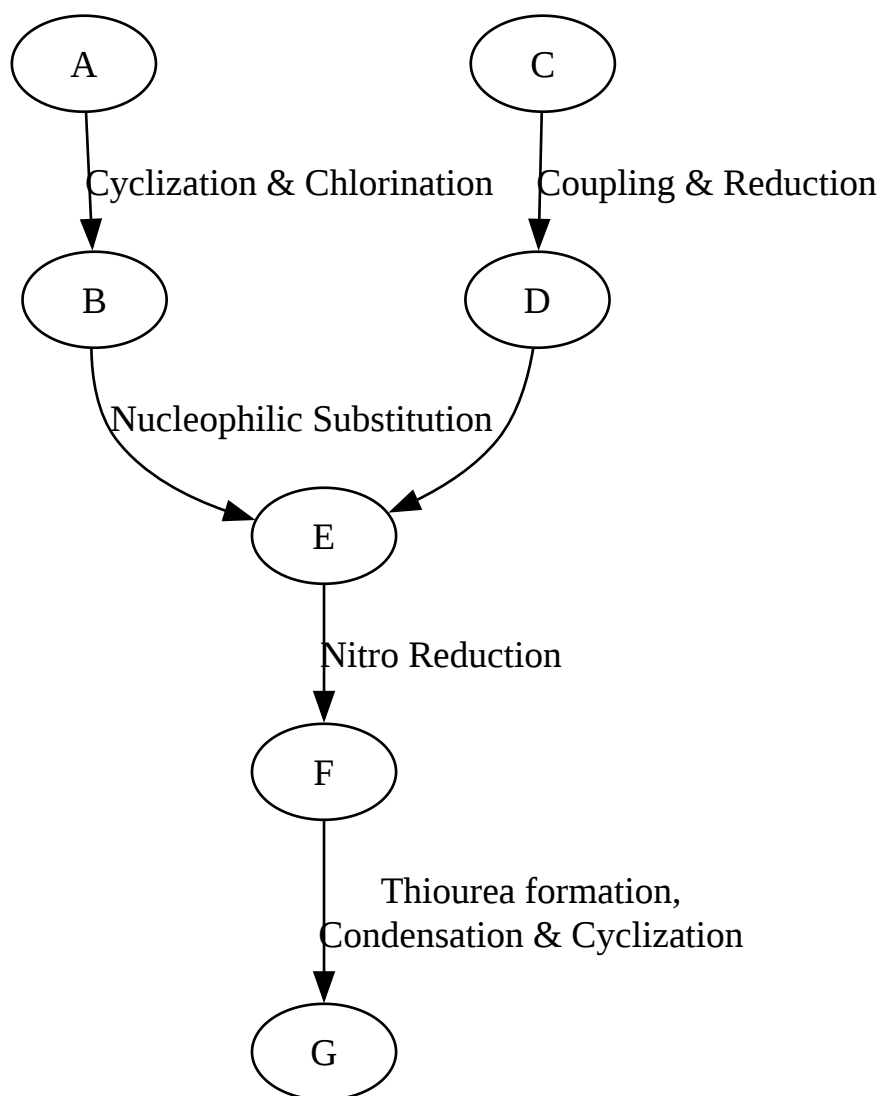 A
C
Cyclization & Chlorination
Coupling & Reduction
B
D
Nucleophilic Substitution
E
Nitro Reduction
F
Thiourea formation,
Condensation & Cyclization
G